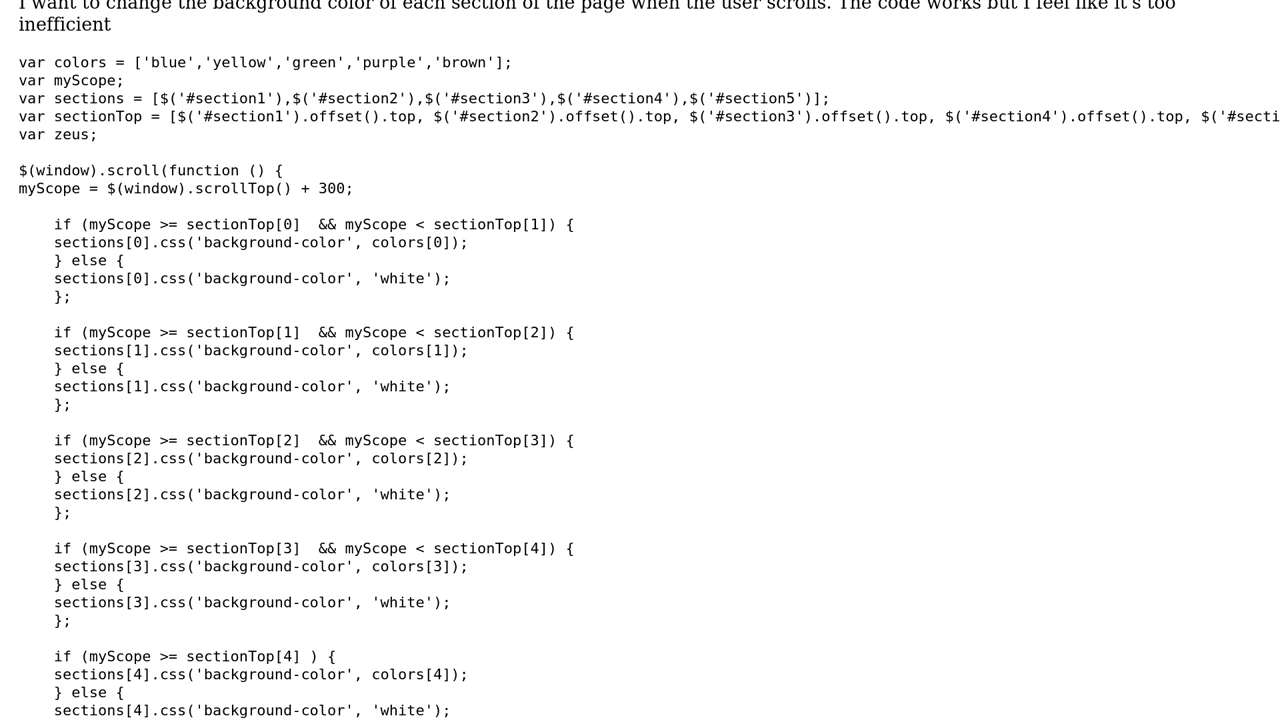 I want to change the background color of each section of the page when the user scrolls. The code works but I feel like it's too
inefficient
var colors = ['blue','yellow','green','purple','brown'];
var myScope;
var sections = [$('#section1'),$('#section2'),$('#section3'),$('#section4'),$('#section5')];
var sectionTop = [$('#section1').offset().top, $('#section2').offset().top, $('#section3').offset().top, $('#section4').offset().top, $('#secti
var zeus;
$(window).scroll(function () {
myScope = $(window).scrollTop() + 300;
    if (myScope >= sectionTop[0]  && myScope < sectionTop[1]) {
    sections[0].css('background-color', colors[0]);
    } else {
    sections[0].css('background-color', 'white');
    };
    if (myScope >= sectionTop[1]  && myScope < sectionTop[2]) {
    sections[1].css('background-color', colors[1]);
    } else {
    sections[1].css('background-color', 'white');
    };
    if (myScope >= sectionTop[2]  && myScope < sectionTop[3]) {
    sections[2].css('background-color', colors[2]);
    } else {
    sections[2].css('background-color', 'white');
    };
    if (myScope >= sectionTop[3]  && myScope < sectionTop[4]) {
    sections[3].css('background-color', colors[3]);
    } else {
    sections[3].css('background-color', 'white');
    };
    if (myScope >= sectionTop[4] ) {
    sections[4].css('background-color', colors[4]);
    } else {
    sections[4].css('background-color', 'white');